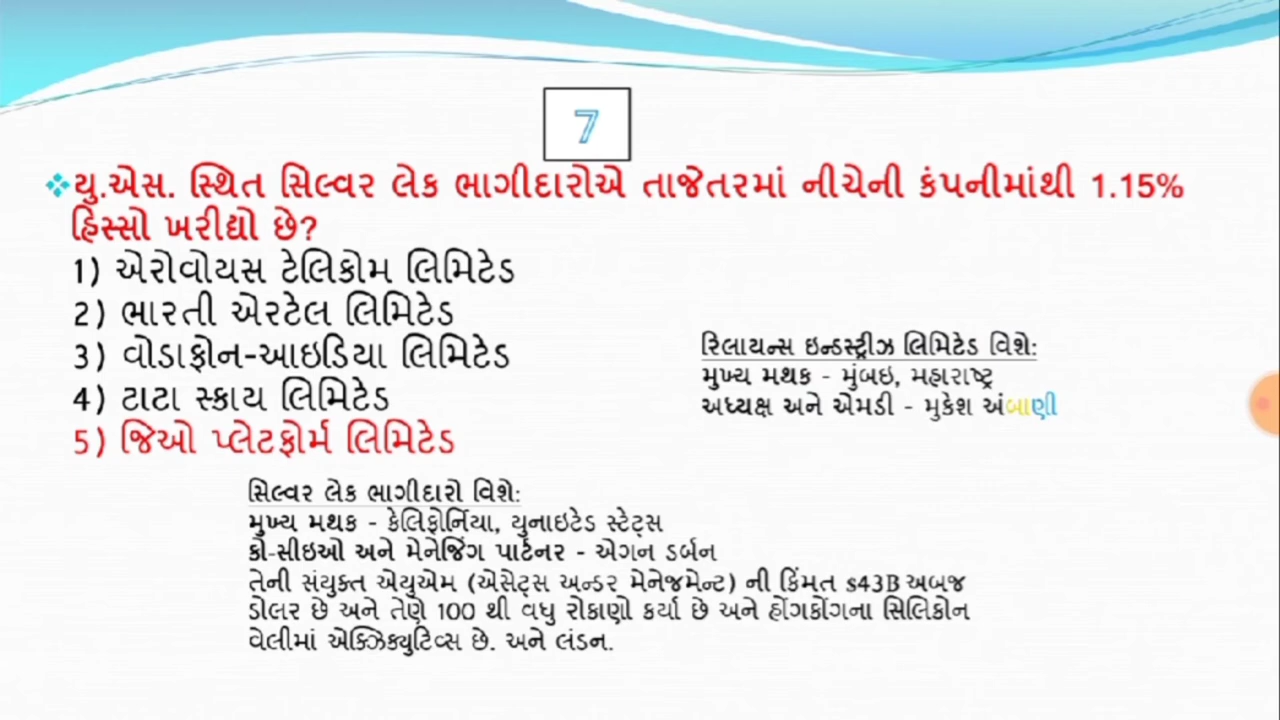 7
❖યુ.એસ. સ્થિત સિલ્વર લેક ભાગીદારોએ તાજેતરમાં નીચેની કંપનીમાંથી 1.15%
હિસ્સો ખરીદ્યો છે?
1) એરોવોયસ ટેલિકોમ લિમિટેડ
2) ભારતી એરટેલ લિમિટેડ
3) વોડાફોન-આઇડિયા લિમિટેડ
4) ટાટા સ્કાય લિમિટેડ
5) જિઓ પ્લેટફોર્મ લિમિટેડ
રિલાયન્સ ઇન્ડસ્ટ્રીઝ લિમિટેડ વિશે:
મુખ્ય મથક - મુંબઇ, મહારાષ્ટ્ર
અધ્યક્ષ અને એમડી - મુકેશ અંબાણી
સિલ્વર લેક ભાગીદારો વિશે:
મુખ્ય મથક - કેલિફોર્નિયા, યુનાઇટેડ સ્ટેટ્સ
કો-સીઇઓ અને મેનેજિંગ પાર્ટનર - એગન ડર્બન
તેની સંયુક્ત એયુએમ (એસેટ્સ અન્ડર મેનેજમેન્ટ) ની કિંમત s43B અબજ
ડોલર છે અને તેણે 100 થી વધુ રોકાણો કર્યા છે અને હોંગકોંગના સિલિકોન
વેલીમાં એક્ઝિક્યુટિવ્સ છે. અને લંડન.